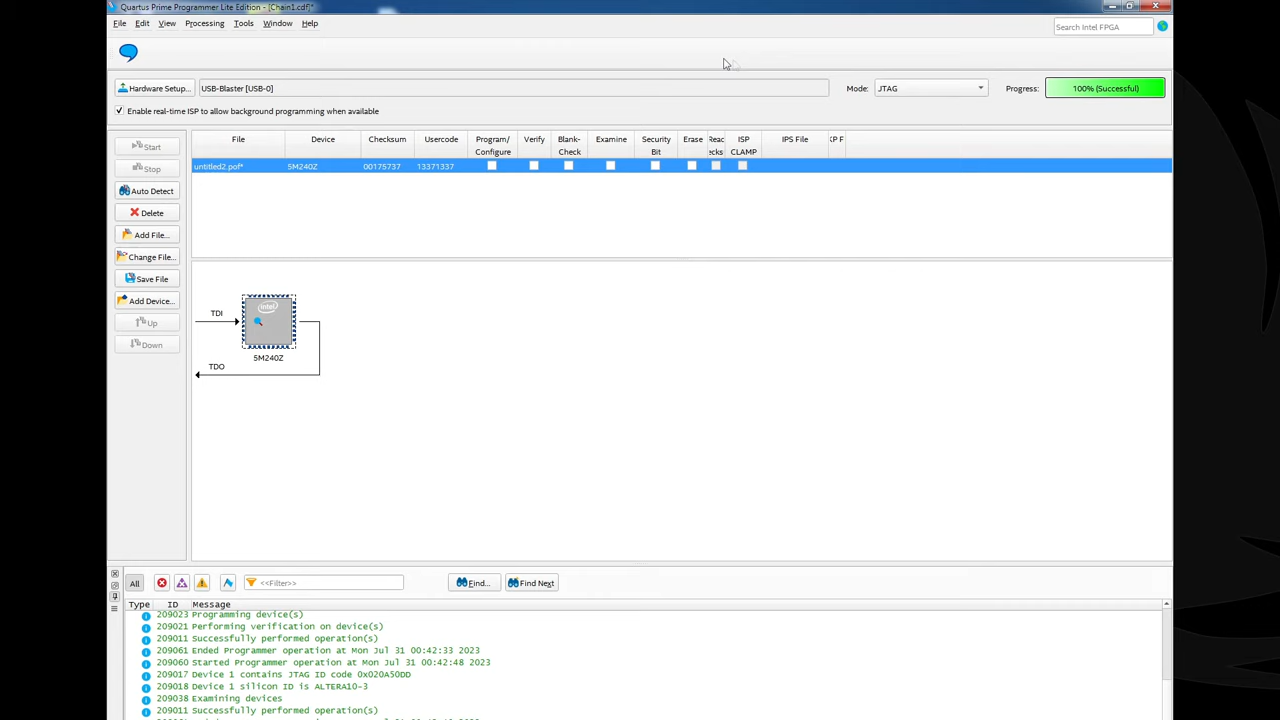 Quartus Prime Programmer Lite Edition - [Chain1.cdf]*
File Edit View Processing Tools Window Help
Search Intel FPGA
Hardware Setup... USB-Blaster [USB-0] Mode: JTAG Progress: 100% (Successful)
Enable real-time ISP to allow background programming when available
Start
Stop
Auto Detect
Delete
Add File...
Change File...
Save File
Add Device...
Up
Down
File Device Checksum Usercode Program/ Verify Blank- Examine Security Erase ISP IPS File
Configure Check Bit CLAMP
untitled2.pof* 5M240Z 00175737 13371337
intel
TDI
5M240Z
TDO
All <<Filter>> Find... Find Next
Type ID Message
209023 Programming device(s)
209021 Performing verification on device(s)
209011 Successfully performed operation(s)
209061 Ended Programmer operation at Mon Jul 31 00:42:33 2023
209060 Started Programmer operation at Mon Jul 31 00:42:48 2023
209017 Device 1 contains JTAG ID code 0x020A50DD
209018 Device 1 silicon ID is ALTERA10-3
209038 Examining devices
209011 Successfully performed operation(s)